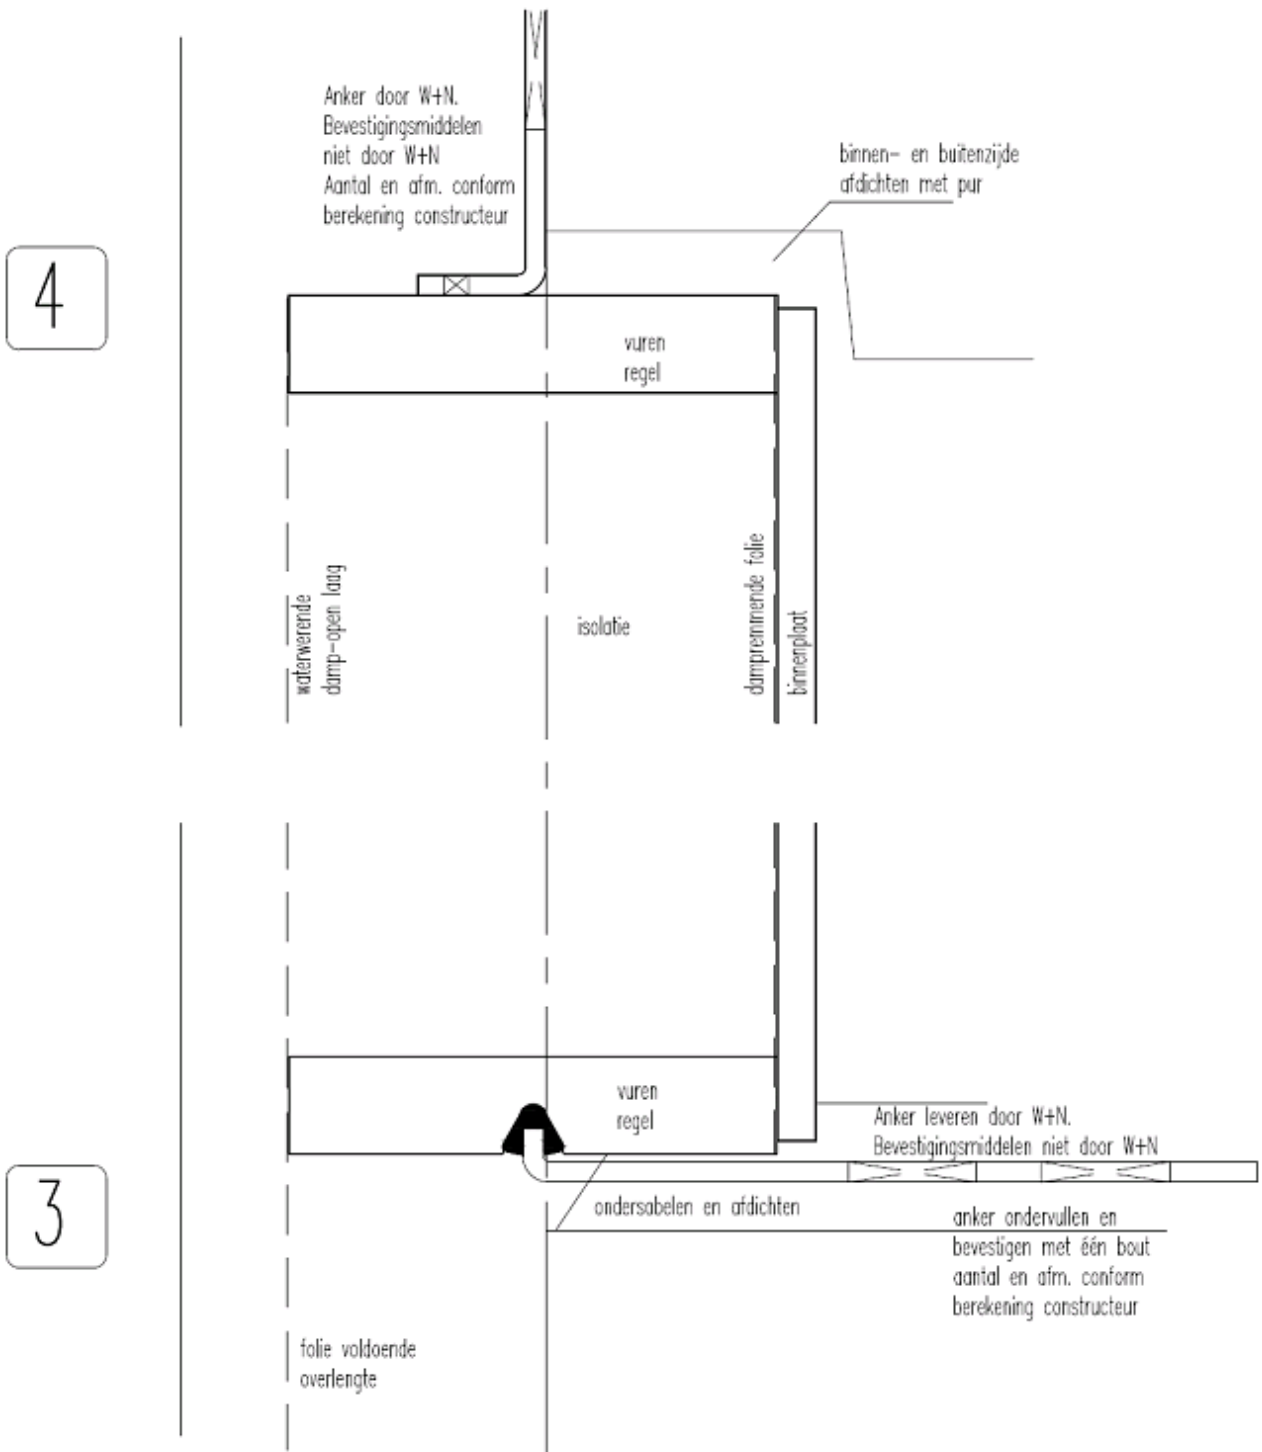 Anker door W+N.
Bevestigingsmiddelen
niet door W+N
Aantal en afm. conform
berekening constructeur
binnen- en buitenzijde
afdichten met pur
4
vuren
regel
waterwerende
damp-open laag
isolatie
dampremmende folie
binnenplaat
vuren
regel
Anker leveren door W+N.
Bevestigingsmiddelen niet door W+N
3
ondersabelen en afdichten
anker ondervullen en
bevestigen met één bout
aantal en afm. conform
berekening constructeur
folie voldoende
overlengte